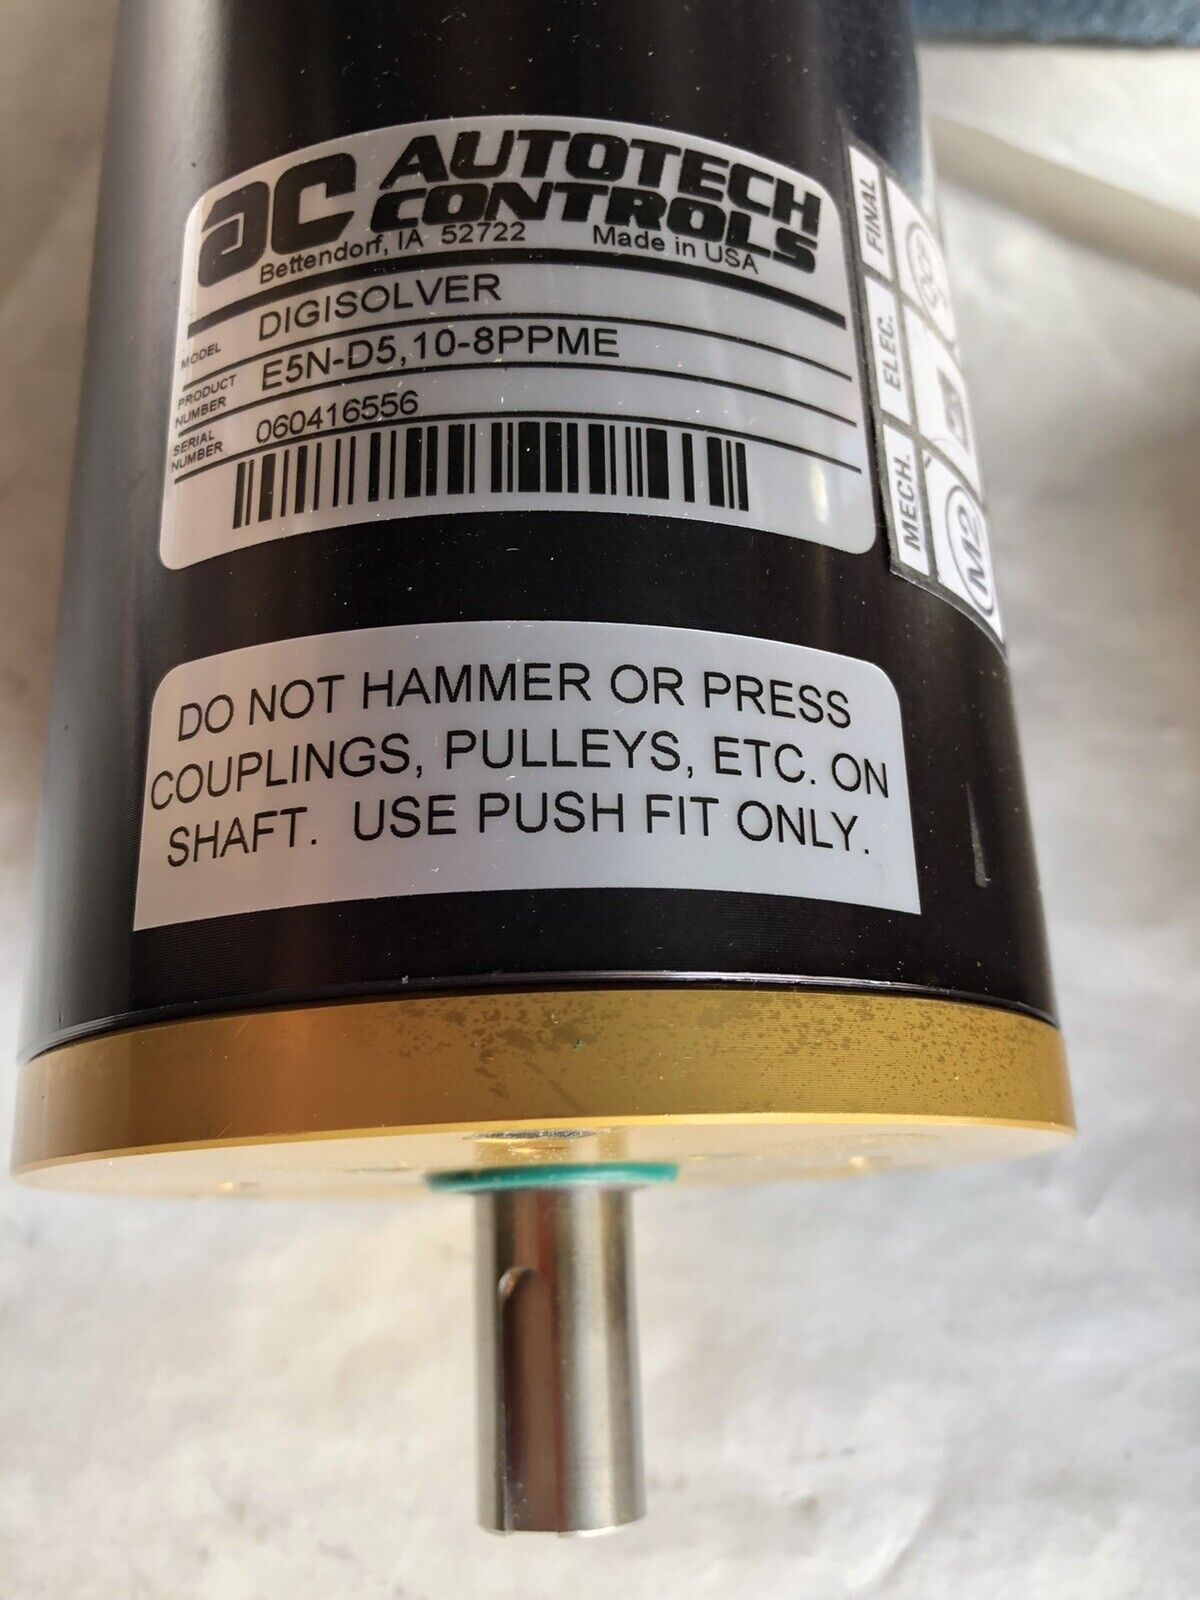 ac AUTOTECH
CONTROLS
Bettendorf, IA 52722 Made in USA
MODEL DIGISOLVER
PRODUCT NUMBER E5N-D5,10-8PPME
SERIAL NUMBER 060416556
FINAL
ELEC.
MECH. M2
DO NOT HAMMER OR PRESS
COUPLINGS, PULLEYS, ETC. ON
SHAFT. USE PUSH FIT ONLY.